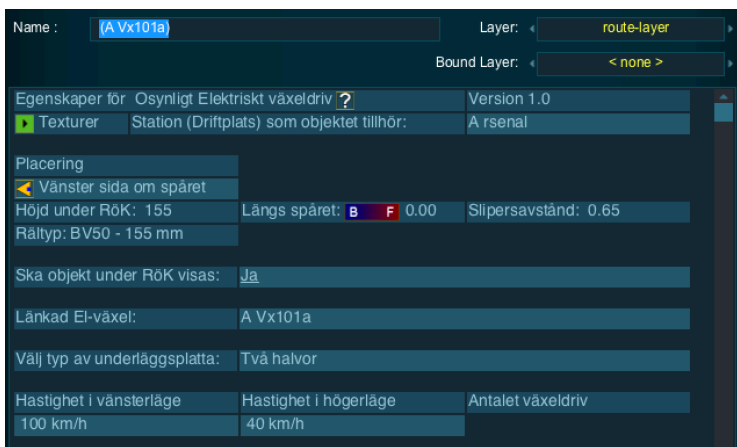 Name : (A Vx101a) Layer: route-layer
Bound Layer: < none >
Egenskaper för Osynligt Elektriskt växeldriv ? Version 1.0
Texturer Station (Driftplats) som objektet tillhör: A rsenal
Placering
Vänster sida om spåret
Höjd under RöK: 155 Längs spåret: B F 0.00 Slipersavstånd: 0.65
Rältyp: BV50 - 155 mm
Ska objekt under RöK visas: Ja
Länkad El-växel: A Vx101a
Välj typ av underläggsplatta: Två halvor
Hastighet i vänsterläge Hastighet i högerläge Antalet växeldriv
100 km/h 40 km/h